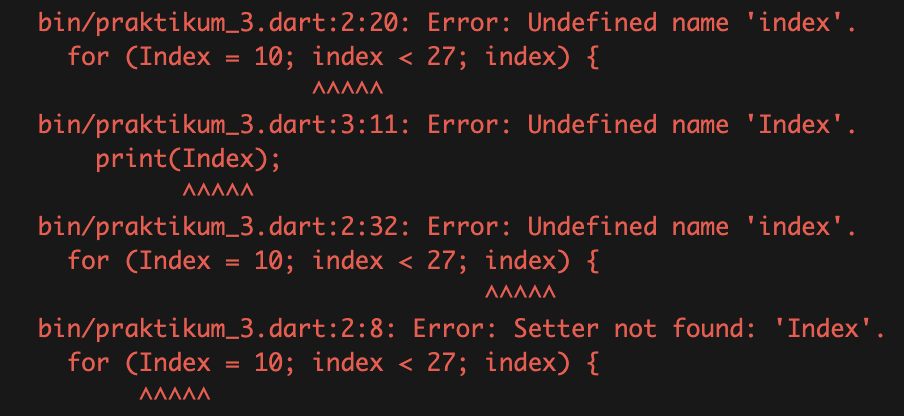 bin/praktikum_3.dart:2:20: Error: Undefined name 'index'.
  for (Index = 10; index < 27; index) {
                   ^^^^^
bin/praktikum_3.dart:3:11: Error: Undefined name 'Index'.
    print(Index);
          ^^^^^
bin/praktikum_3.dart:2:32: Error: Undefined name 'index'.
  for (Index = 10; index < 27; index) {
                               ^^^^^
bin/praktikum_3.dart:2:8: Error: Setter not found: 'Index'.
  for (Index = 10; index < 27; index) {
       ^^^^^